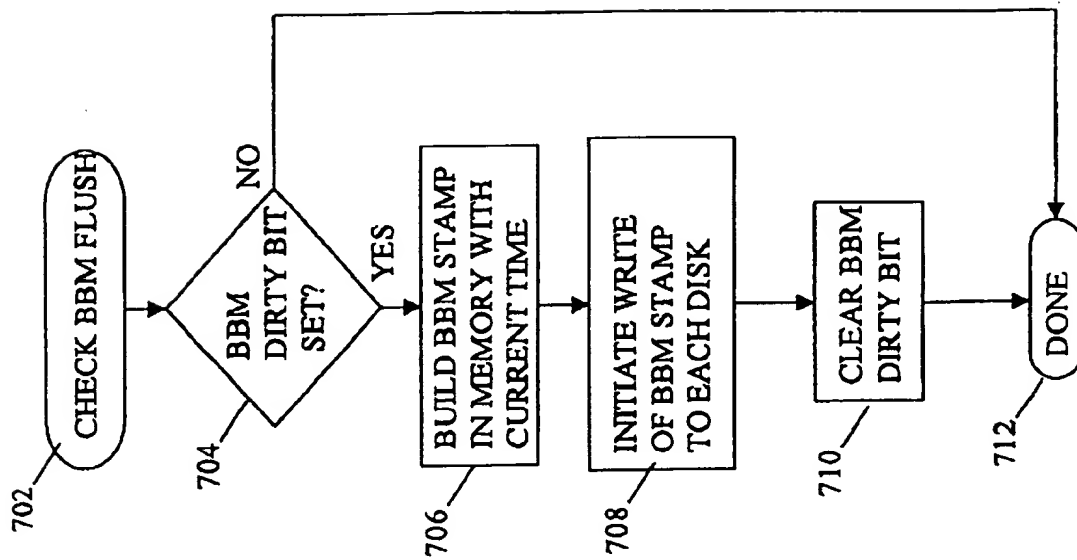 702
CHECK BBM FLUSH
704
BBM
DIRTY BIT
SET?
NO
YES
706
BUILD BBM STAMP
IN MEMORY WITH
CURRENT TIME
708
INITIATE WRITE
OF BBM STAMP
TO EACH DISK
710
CLEAR BBM
DIRTY BIT
712
DONE